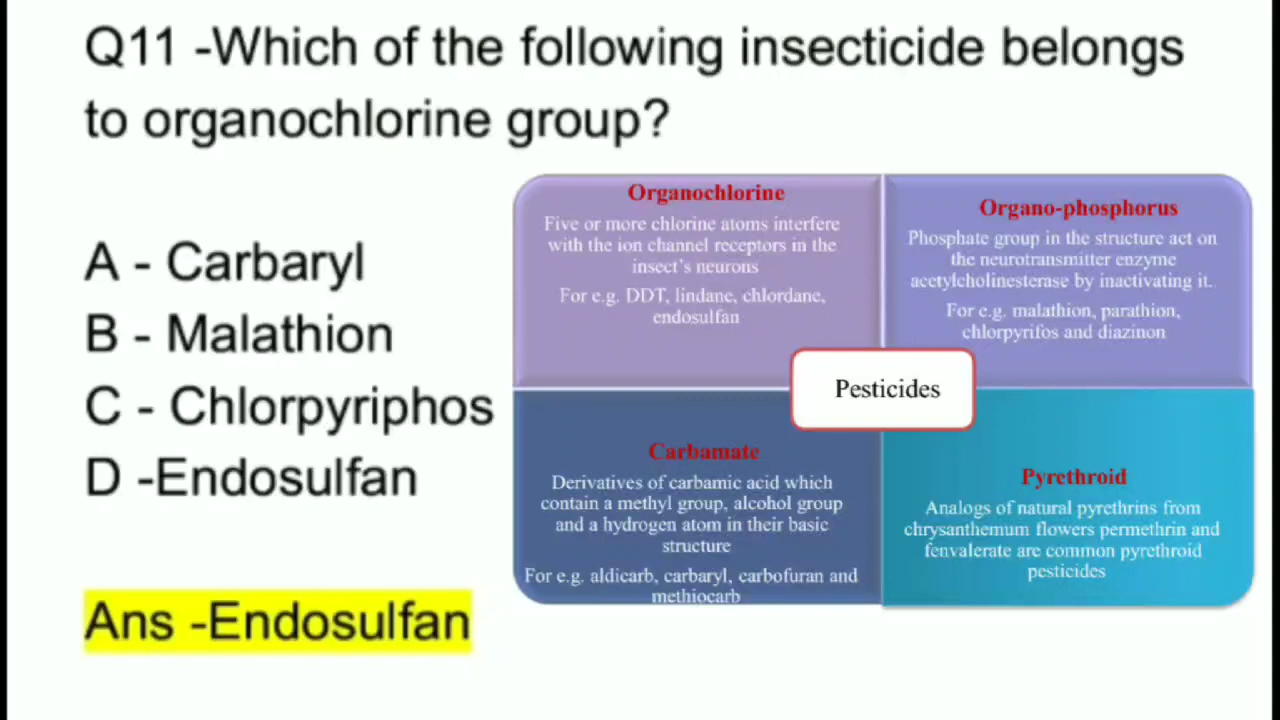 Q11 -Which of the following insecticide belongs
to organochlorine group?
A - Carbaryl
B - Malathion
C - Chlorpyriphos
D -Endosulfan
Ans -Endosulfan
Organochlorine
Five or more chlorine atoms interfere
with the ion channel receptors in the
insect's neurons
For e.g. DDT, lindane, chlordane,
endosulfan
Organo-phosphorus
Phosphate group in the structure act on
the neurotransmitter enzyme
acetylcholinesterase by inactivating it.
For e.g. malathion, parathion,
chlorpyrifos and diazinon
Pesticides
Carbamate
Derivatives of carbamic acid which
contain a methyl group, alcohol group
and a hydrogen atom in their basic
structure
For e.g. aldicarb, carbaryl, carbofuran and
methiocarb
Pyrethroid
Analogs of natural pyrethrins from
chrysanthemum flowers permethrin and
fenvalerate are common pyrethroid
pesticides